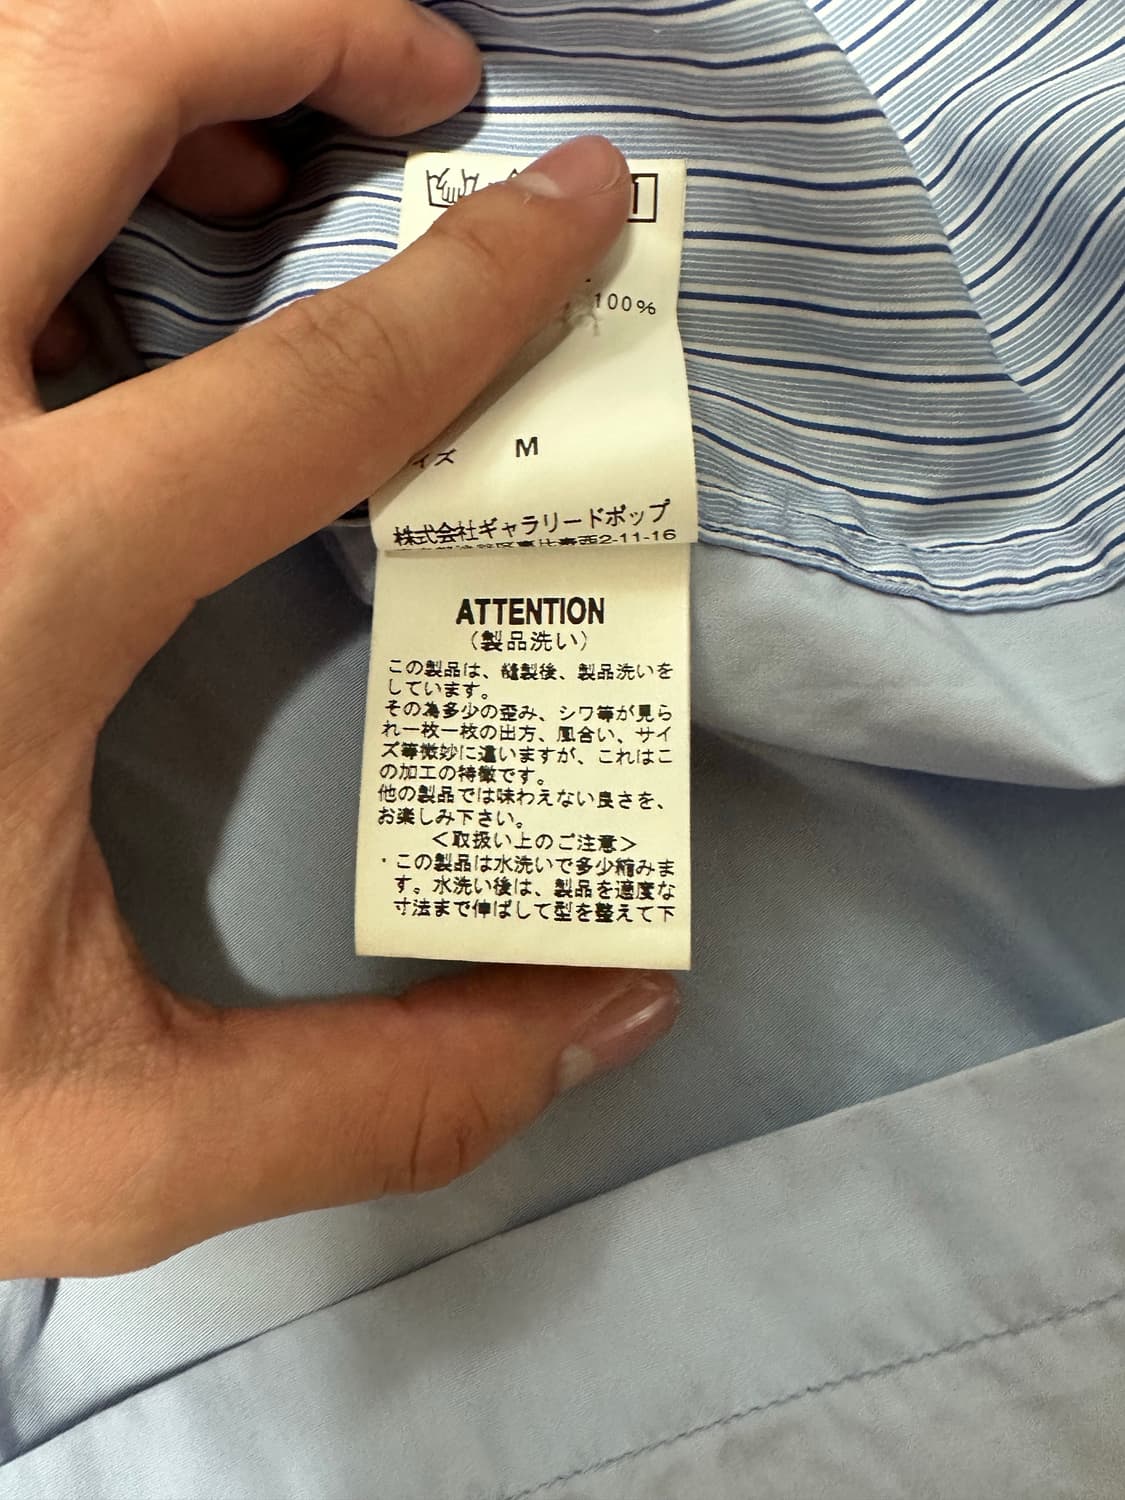 100%
イズ M
株式会社ギャラリードポップ
区恵比寿西2-11-16
ATTENTION
（製品洗い）
この製品は、縫製後、製品洗いを
しています。
その為多少の歪み、シワ等が見ら
れ一枚一枚の出方、風合い、サイ
ズ等微妙に違いますが、これはこ
の加工の特徴です。
他の製品では味わえない良さを、
お楽しみ下さい。
＜取扱い上のご注意＞
・この製品は水洗いで多少縮みま
す。水洗い後は、製品を適度な
寸法まで伸ばして型を整えて下